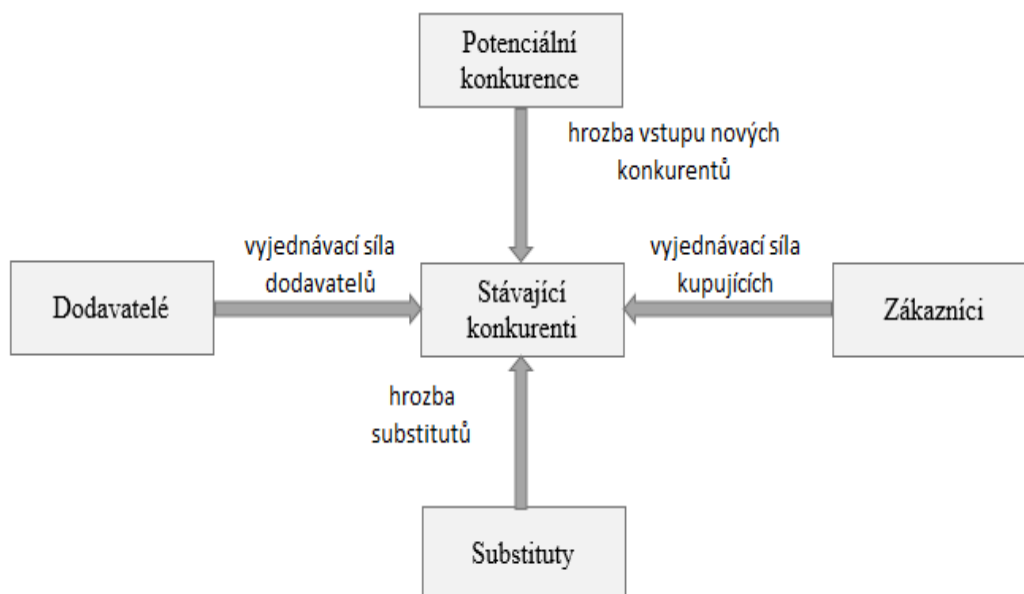 Potenciální
konkurence
hrozba vstupu nových
konkurentů
vyjednávací síla
dodavatelů
vyjednávací síla
kupujících
Dodavatelé
Stávající
konkurenti
Zákazníci
hrozba
substitutů
Substituty